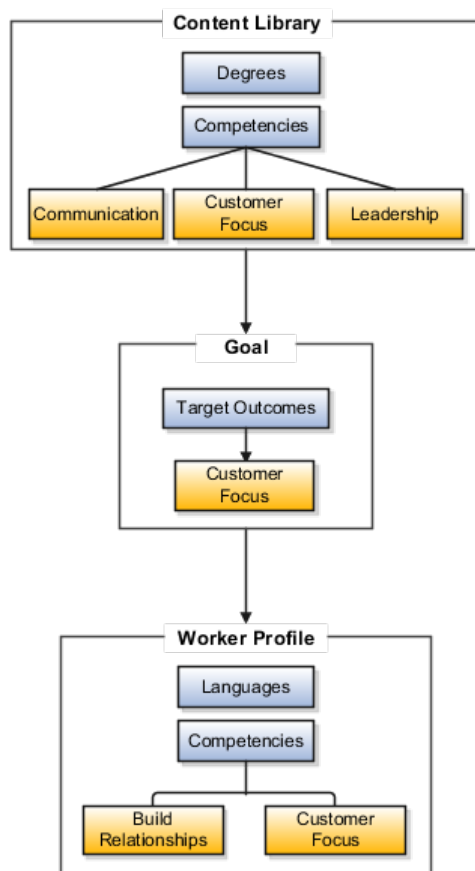 Content Library
Degrees
Competencies
Communication
Customer
Focus
Leadership
Goal
Target Outcomes
Customer
Focus
Worker Profile
Languages
Competencies
Build
Relationships
Customer
Focus